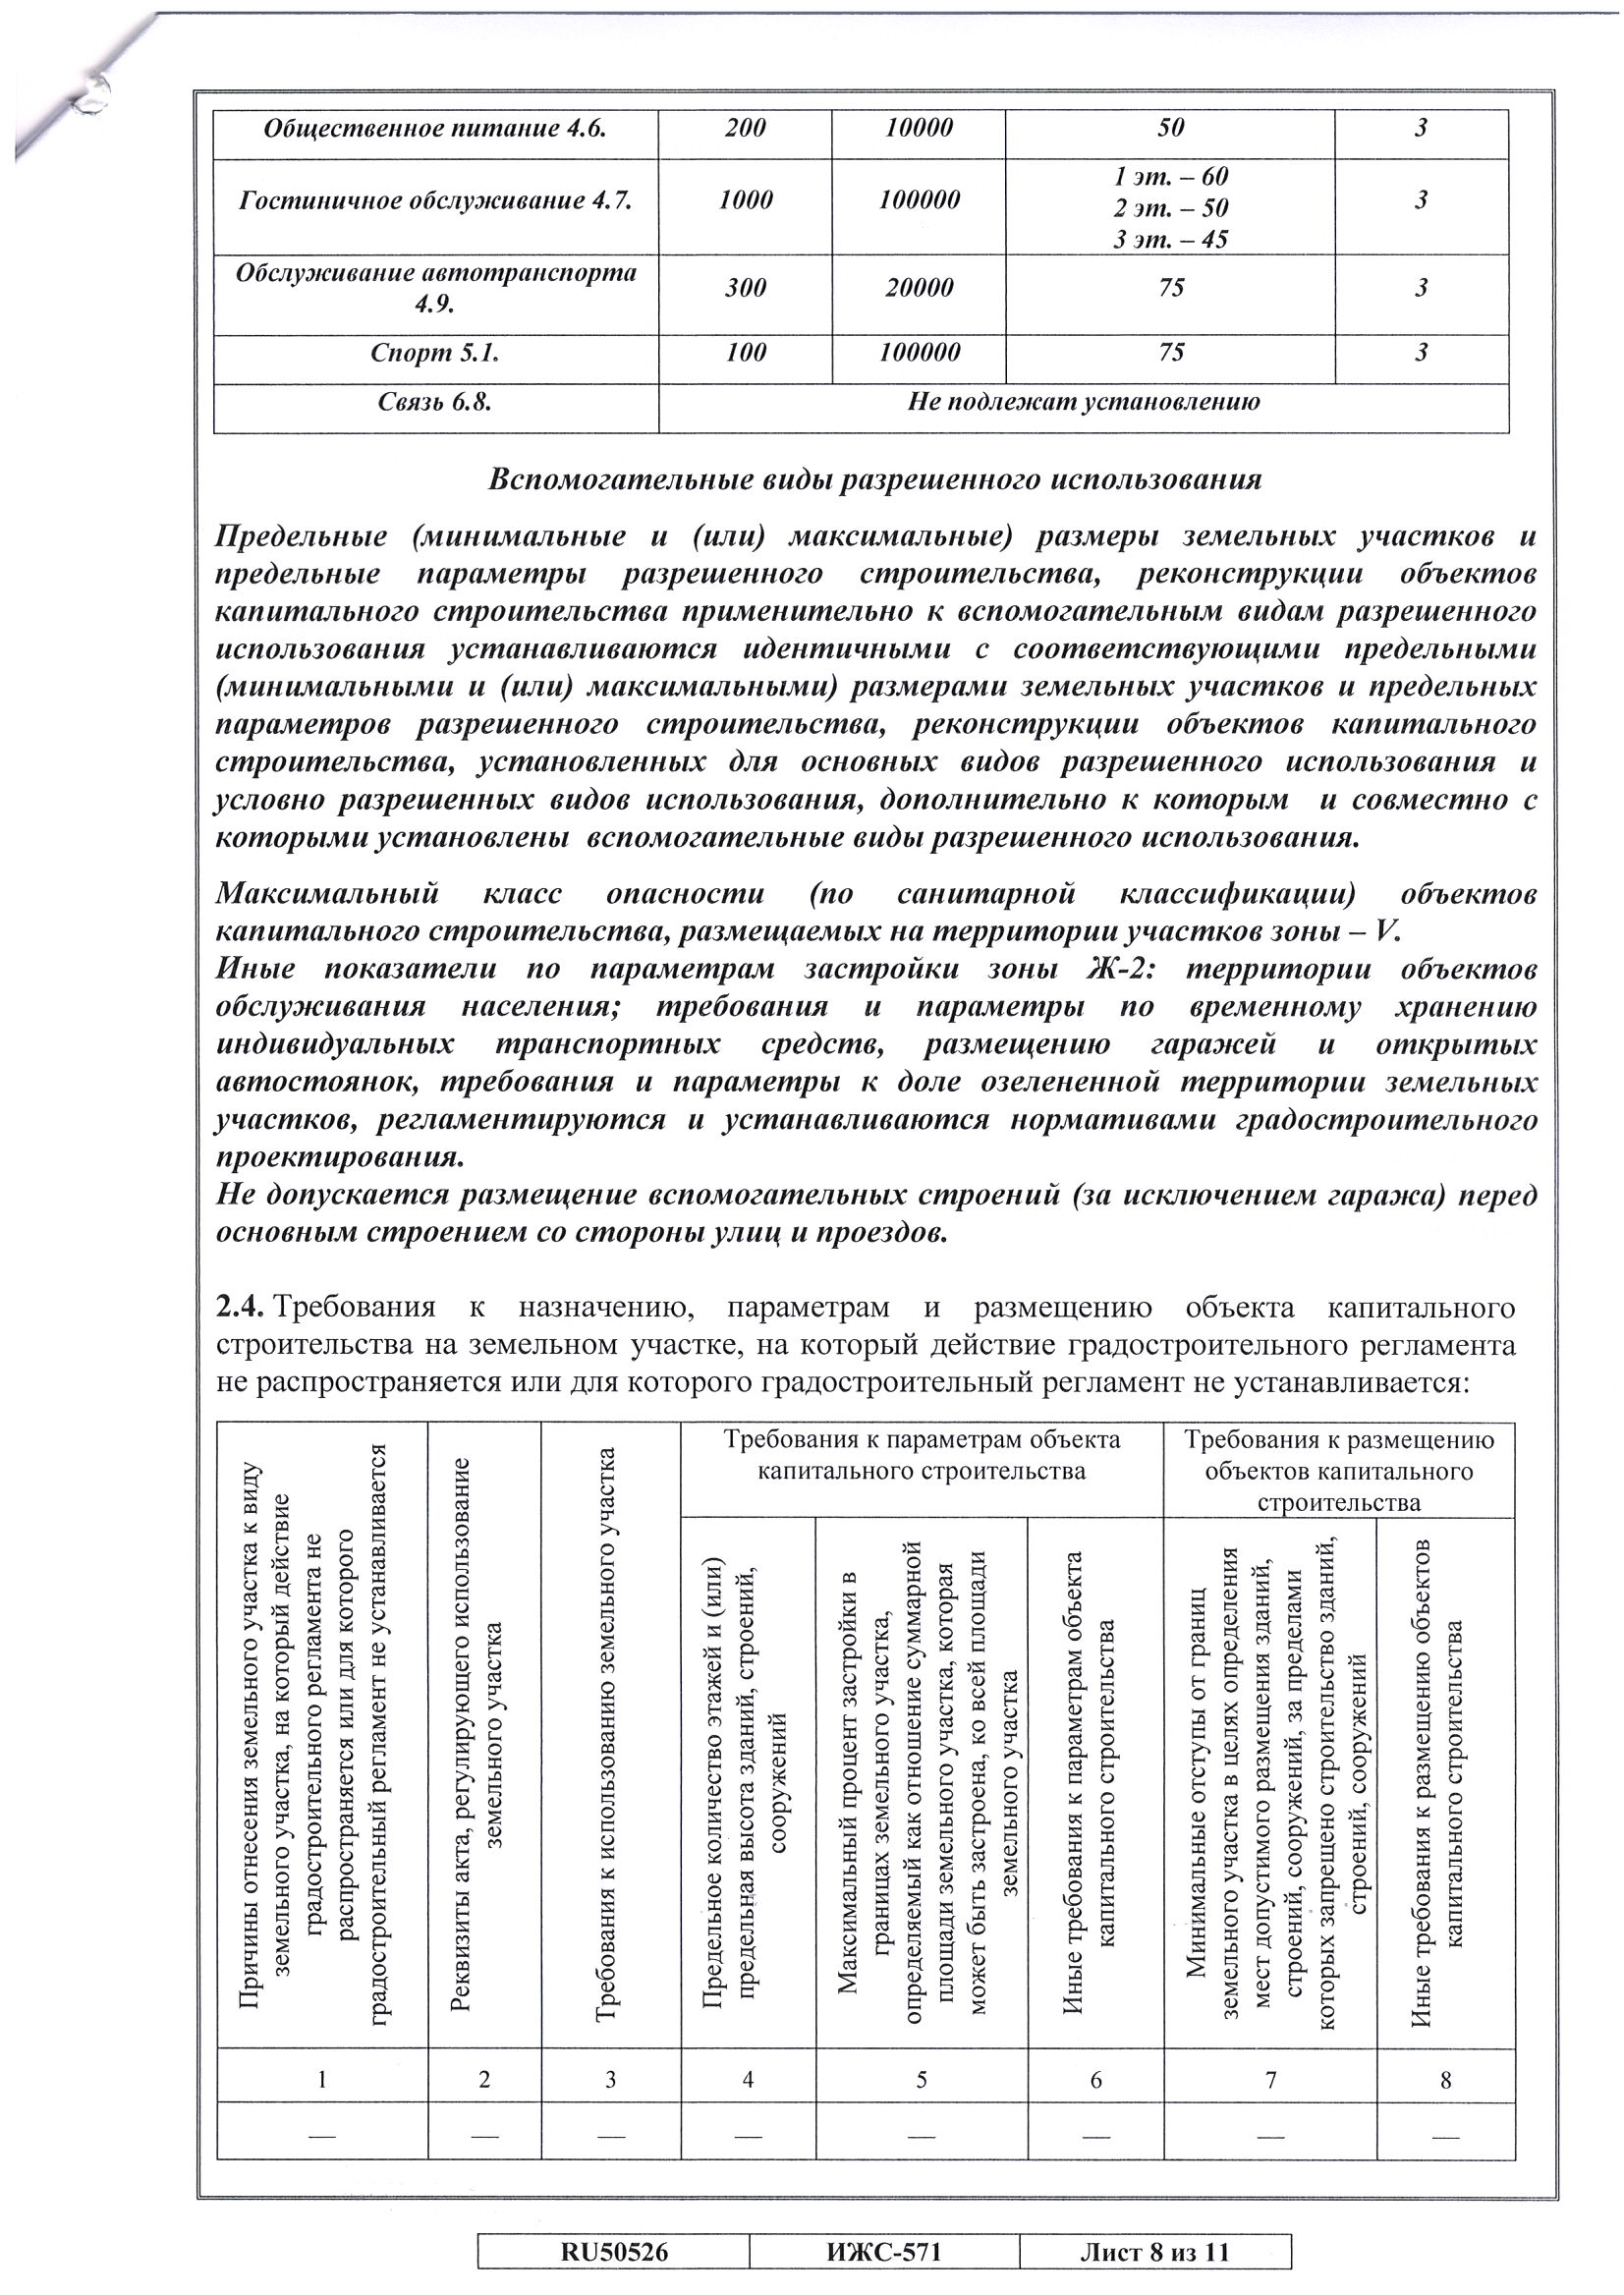 Общественное питание 4.6. 200 10000 50 3
Гостиничное обслуживание 4.7. 1000 100000 1 эт. – 60 3
2 эт. – 50
3 эт. – 45
Обслуживание автотранспорта
4.9. 300 20000 75 3
Спорт 5.1. 100 100000 75 3
Связь 6.8. Не подлежат установлению
Вспомогательные виды разрешенного использования
Предельные (минимальные и (или) максимальные) размеры земельных участков и
предельные параметры разрешенного строительства, реконструкции объектов
капитального строительства применительно к вспомогательным видам разрешенного
использования устанавливаются идентичными с соответствующими предельными
(минимальными и (или) максимальными) размерами земельных участков и предельных
параметров разрешенного строительства, реконструкции объектов капитального
строительства, установленных для основных видов разрешенного использования и
условно разрешенных видов использования, дополнительно к которым и совместно с
которыми установлены вспомогательные виды разрешенного использования.
Максимальный класс опасности (по санитарной классификации) объектов
капитального строительства, размещаемых на территории участков зоны – V.
Иные показатели по параметрам застройки зоны Ж-2: территории объектов
обслуживания населения; требования и параметры по временному хранению
индивидуальных транспортных средств, размещению гаражей и открытых
автостоянок, требования и параметры к доле озелененной территории земельных
участков, регламентируются и устанавливаются нормативами градостроительного
проектирования.
Не допускается размещение вспомогательных строений (за исключением гаража) перед
основным строением со стороны улиц и проездов.
2.4. Требования к назначению, параметрам и размещению объекта капитального
строительства на земельном участке, на который действие градостроительного регламента
не распространяется или для которого градостроительный регламент не устанавливается:
Причины отнесения земельного участка к виду
земельного участка, на который действие
градостроительного регламента не
распространяется или для которого
градостроительный регламент не устанавливается
Реквизиты акта, регулирующего использование
земельного участка
Требования к использованию земельного участка
Требования к параметрам объекта
капитального строительства
Требования к размещению
объектов капитального
строительства
Предельное количество этажей и (или)
предельная высота зданий, строений,
сооружений
Максимальный процент застройки в
границах земельного участка,
определяемый как отношение суммарной
площади земельного участка, которая
может быть застроена, ко всей площади
земельного участка
Иные требования к параметрам объекта
капитального строительства
Минимальные отступы от границ
земельного участка в целях определения
мест допустимого размещения зданий,
строений, сооружений, за пределами
которых запрещено строительство зданий,
строений, сооружений
Иные требования к размещению объектов
капитального строительства
1 2 3 4 5 6 7 8
— — — — — — — —
RU50526 ИЖС-571 Лист 8 из 11